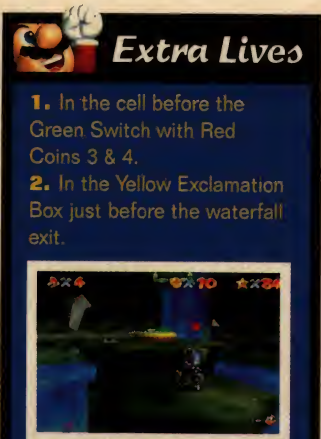 Extra Lives
1. In the cell before the
Green Switch with Red
Coins 3 & 4.
2. In the Yellow Exclamation
Box just before the waterfall
exit.
×4 ×10 ×84